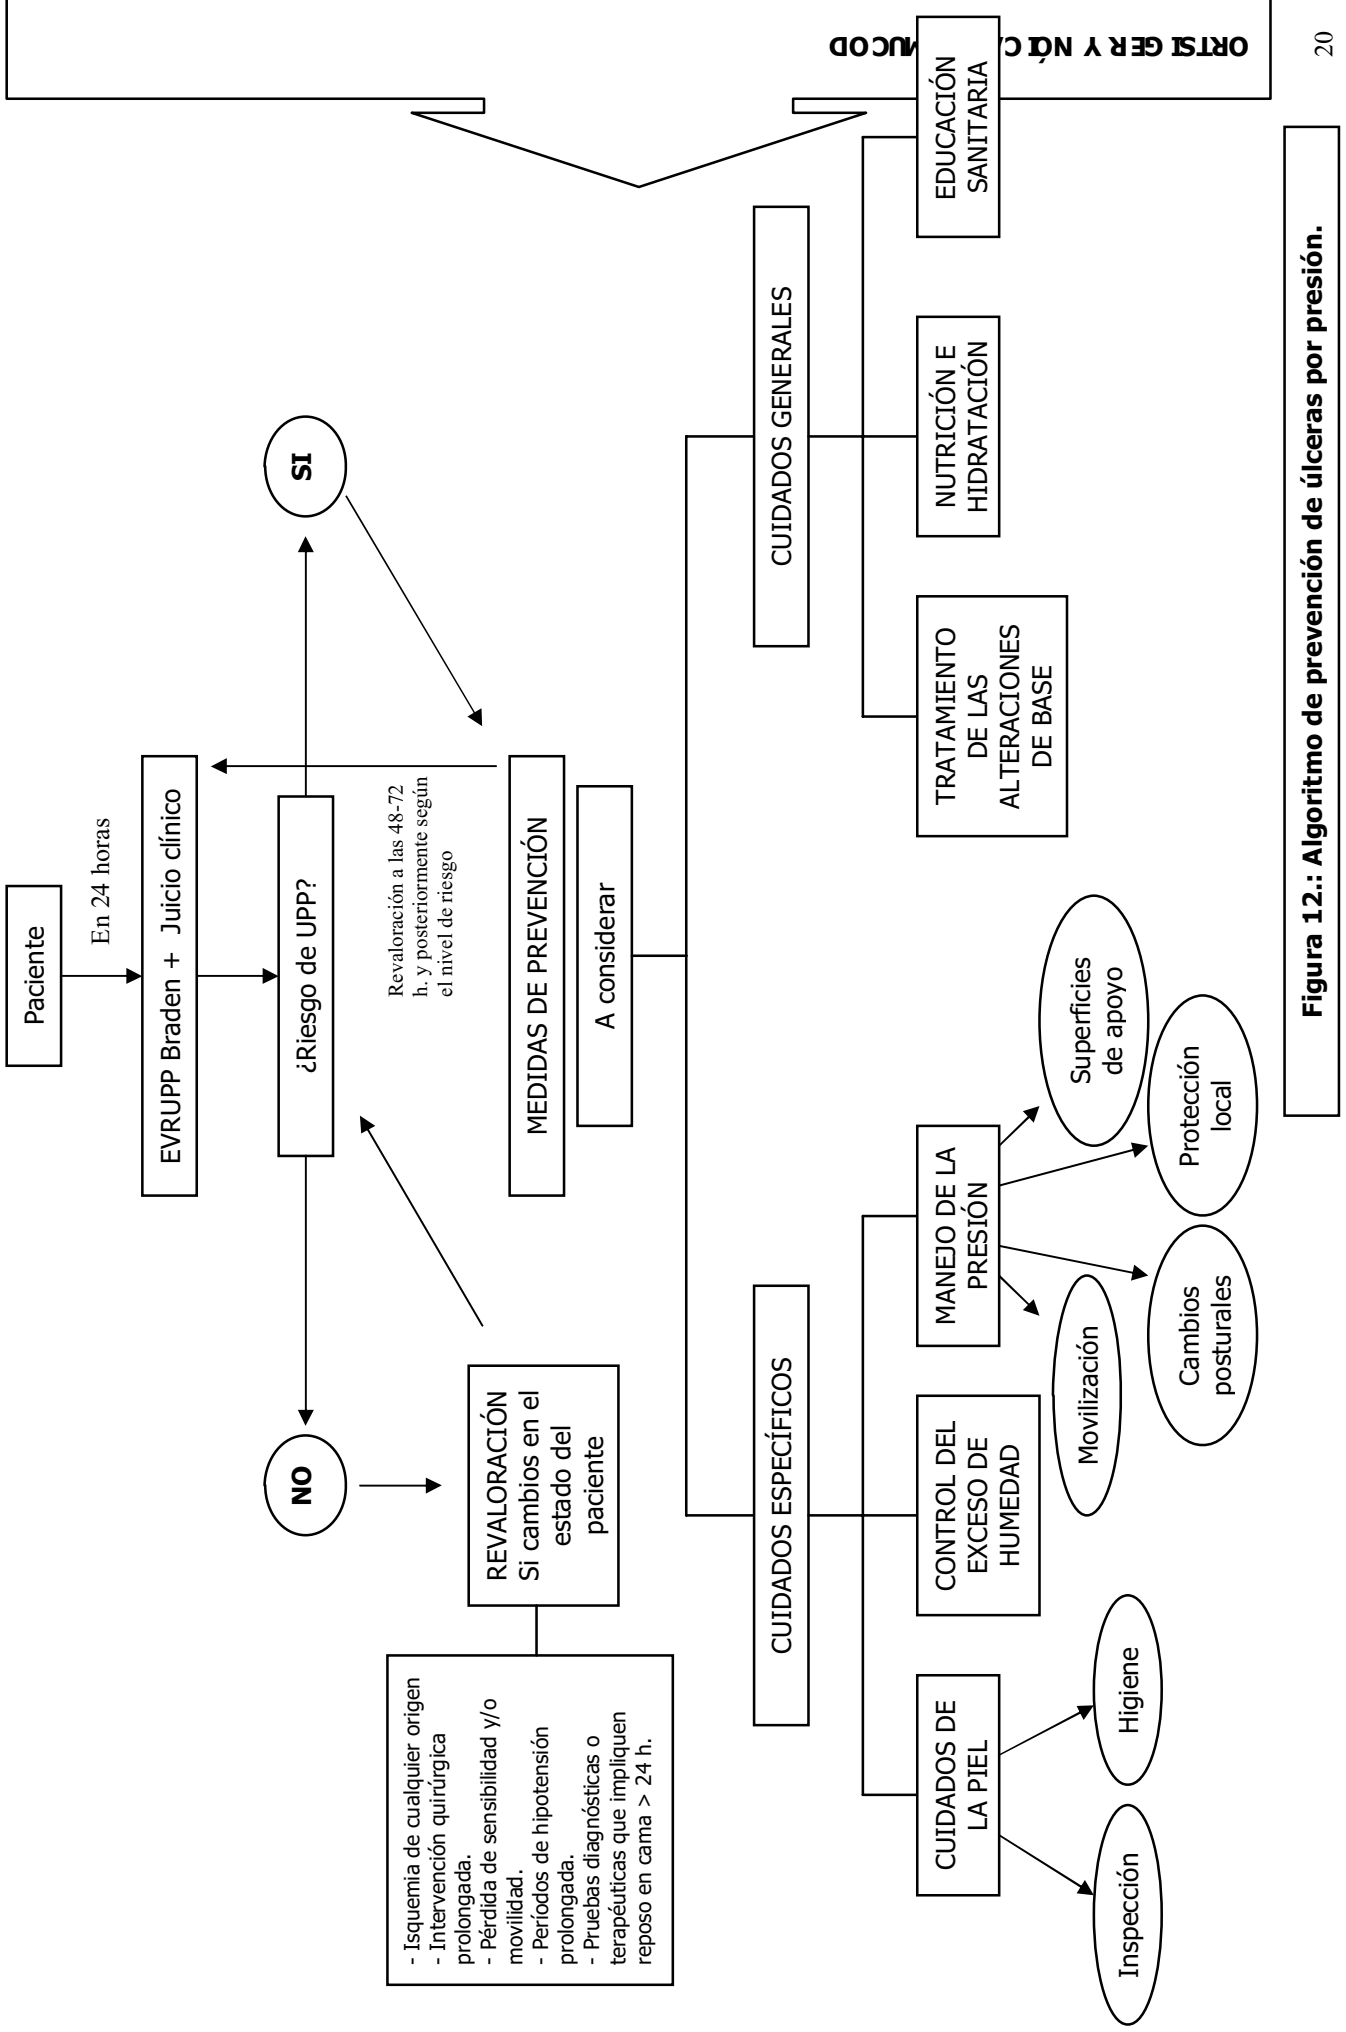 Paciente
En 24 horas
EVRUPP Braden + Juicio clínico
¿Riesgo de UPP?
NO
SI
REVALORACIÓN
Si cambios en el
estado del
paciente
- Isquemia de cualquier origen
- Intervención quirúrgica
prolongada.
- Pérdida de sensibilidad y/o
movilidad.
- Períodos de hipotensión
prolongada.
- Pruebas diagnósticas o
terapéuticas que impliquen
reposo en cama > 24 h.
Revaloración a las 48-72
h. y posteriormente según
el nivel de riesgo
MEDIDAS DE PREVENCIÓN
A considerar
CUIDADOS ESPECÍFICOS
CUIDADOS GENERALES
CUIDADOS DE
LA PIEL
CONTROL DEL
EXCESO DE
HUMEDAD
MANEJO DE LA
PRESIÓN
TRATAMIENTO
DE LAS
ALTERACIONES
DE BASE
NUTRICIÓN E
HIDRATACIÓN
EDUCACIÓN
SANITARIA
Inspección
Higiene
Movilización
Cambios
posturales
Protección
local
Superficies
de apoyo
ORTSIGER Y NÓICA
MUCOD
Figura 12.: Algoritmo de prevención de úlceras por presión.
20